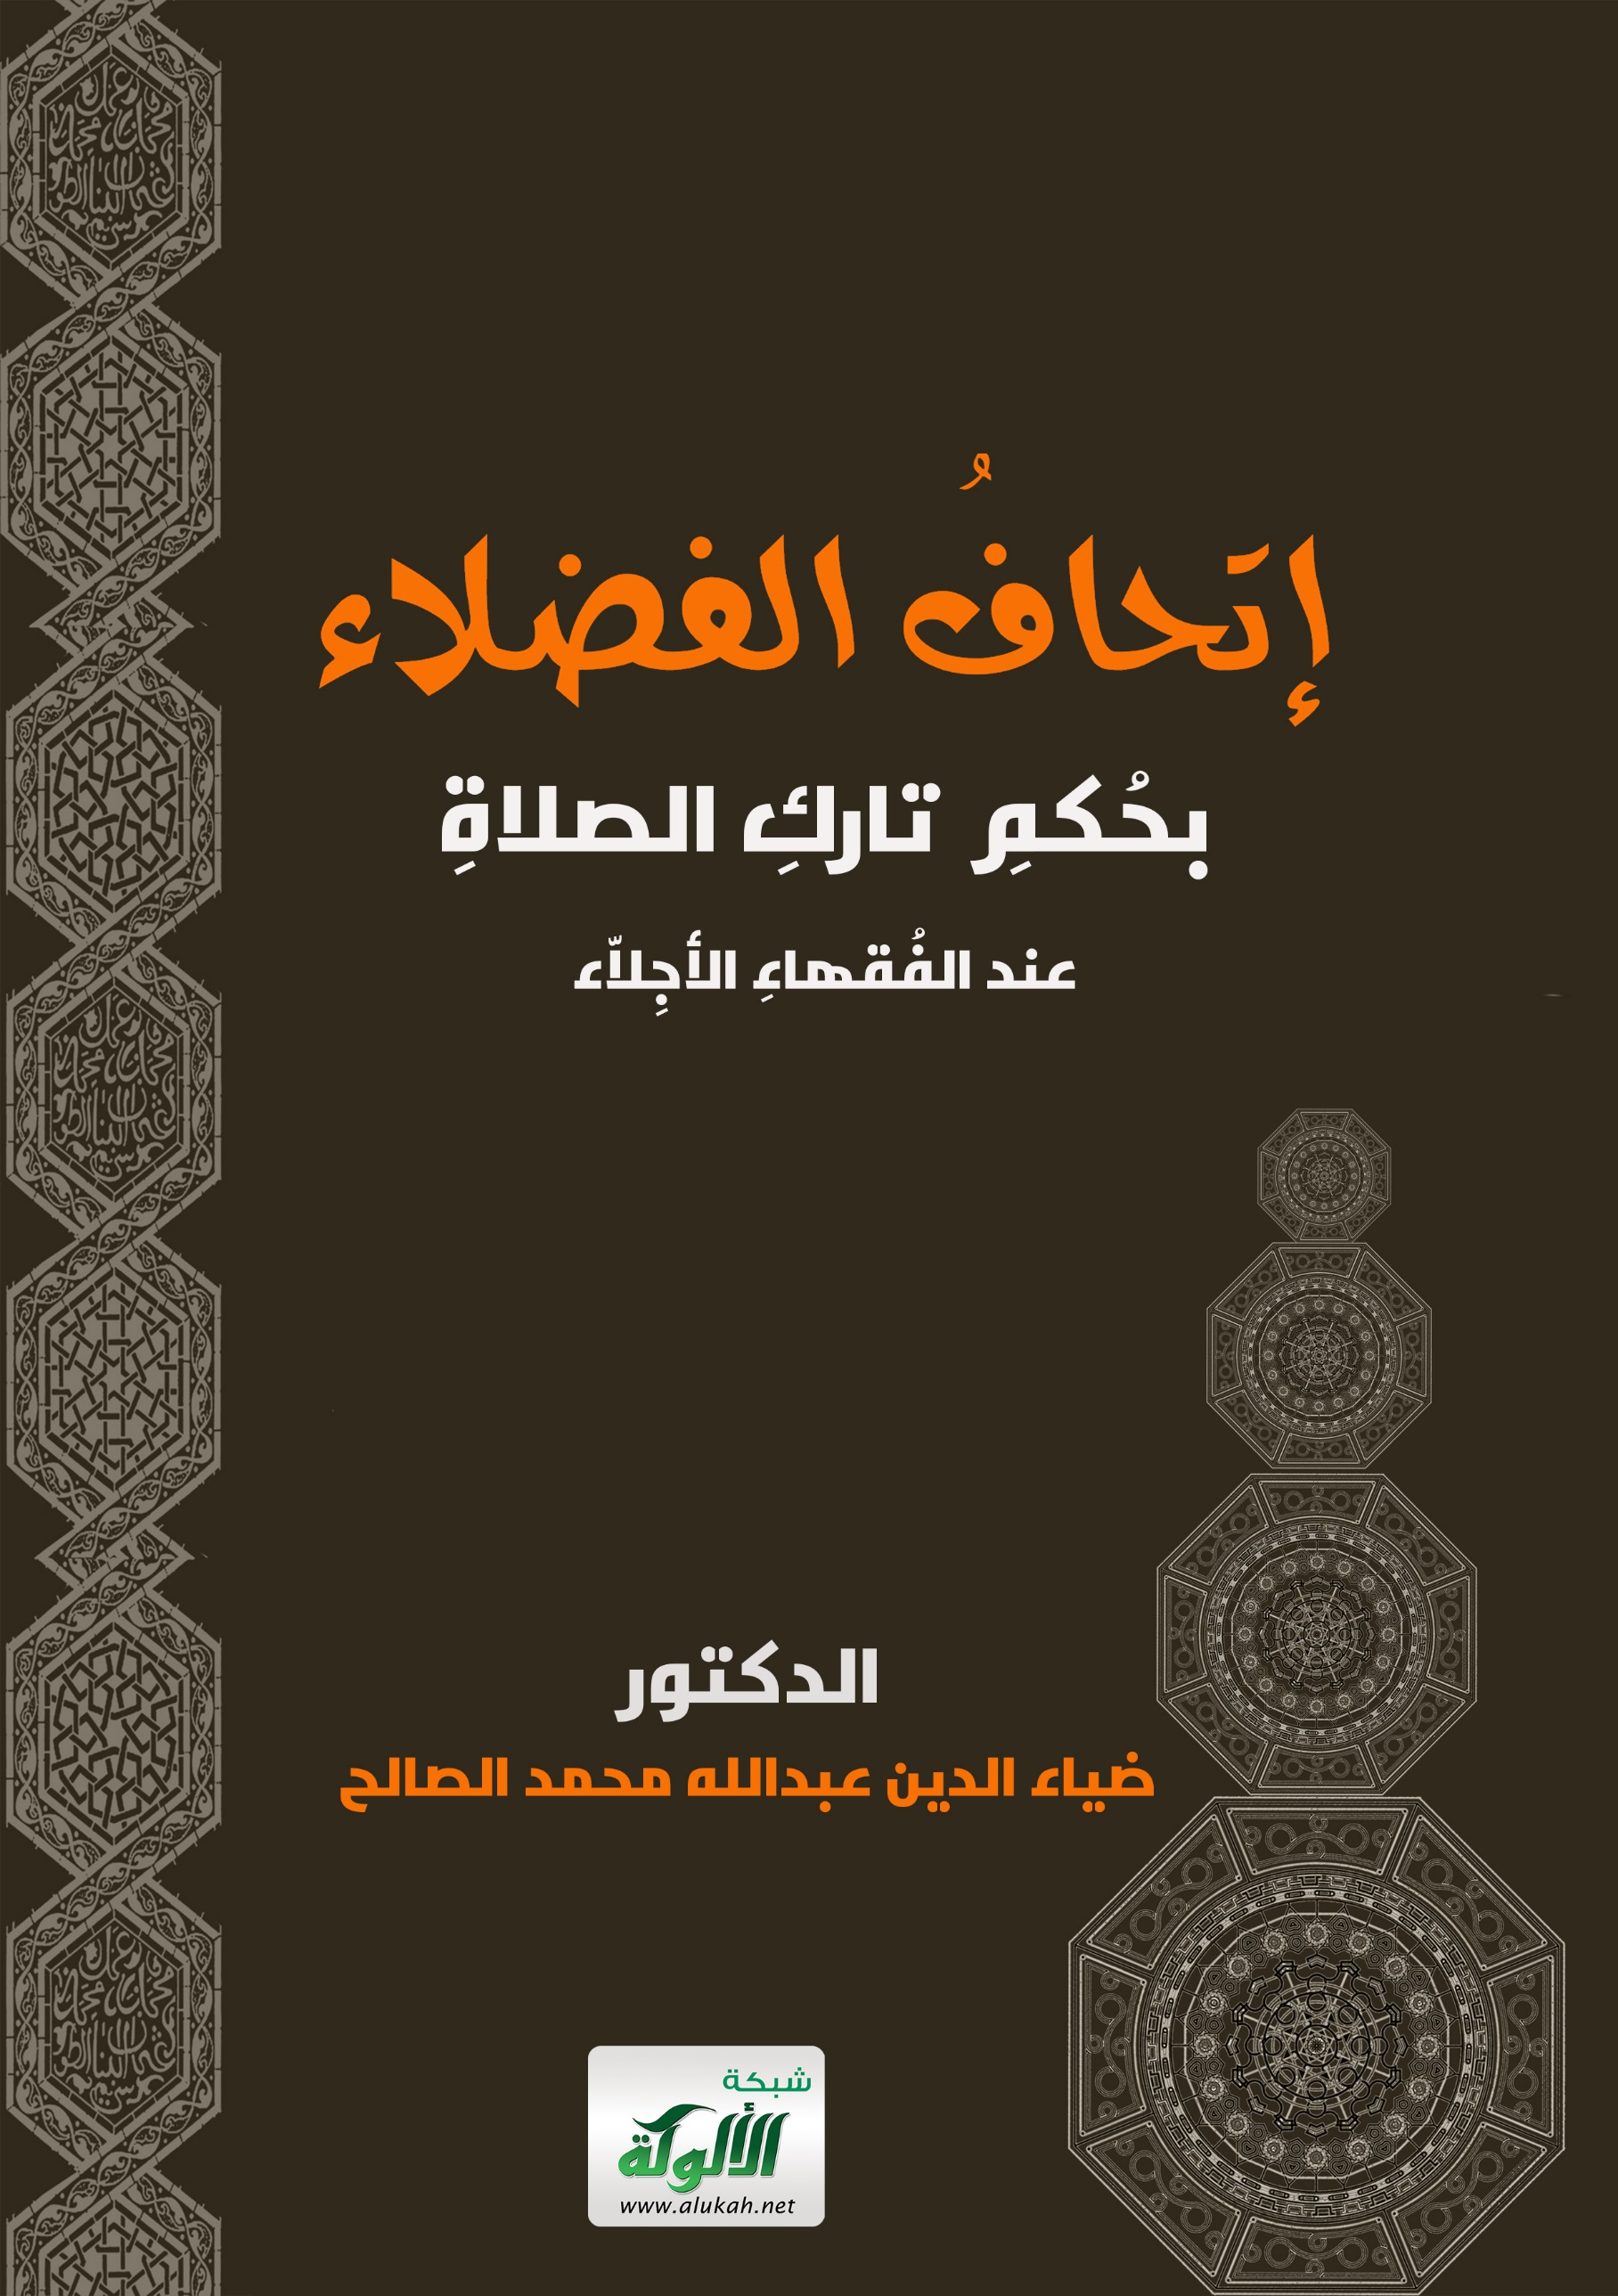 إتحافُ الفضلاء
بحُكمِ تاركِ الصلاةِ
عند الفُقهاءِ الأجِلاّء
الدكتور
ضياء الدين عبدالله محمد الصالح
شبكة
الألوكة
www.alukah.net